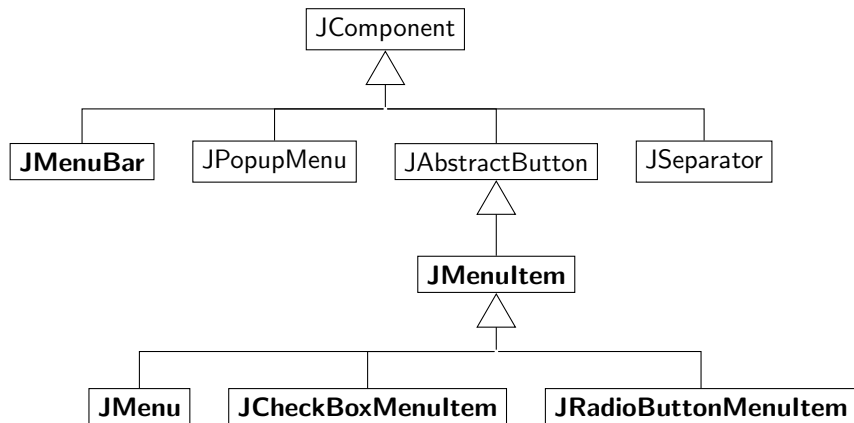 JComponent
JMenuBar
JPopupMenu
JAbstractButton
JSeparator
JMenuItem
JMenu
JCheckBoxMenuItem
JRadioButtonMenuItem